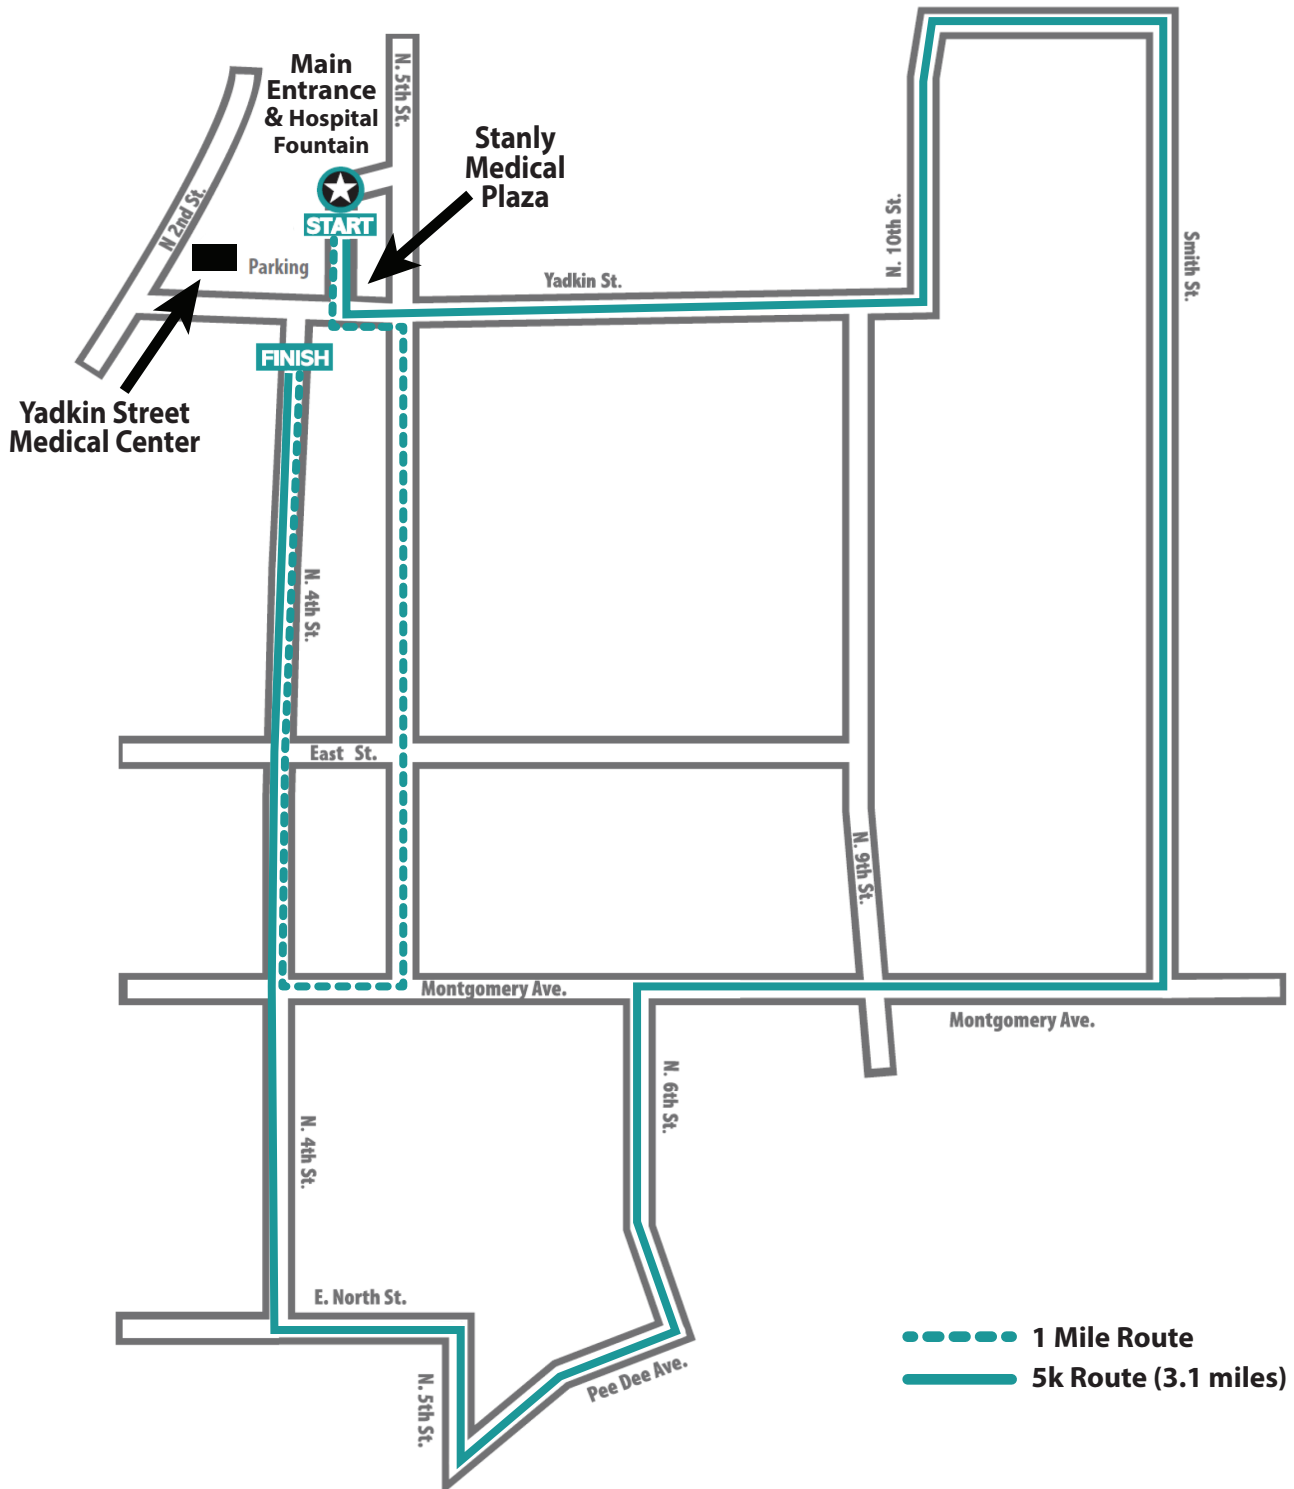 Main
Entrance
& Hospital
Fountain
N. 5th St.
Stanly
Medical
Plaza
N 2nd St.
START
Parking
Yadkin St.
N. 10th St.
Smith St.
FINISH
Yadkin Street
Medical Center
N. 4th St.
East St.
N. 9th St.
Montgomery Ave.
Montgomery Ave.
N. 6th St.
N. 4th St.
E. North St.
N. 5th St.
Pee Dee Ave.
1 Mile Route
5k Route (3.1 miles)